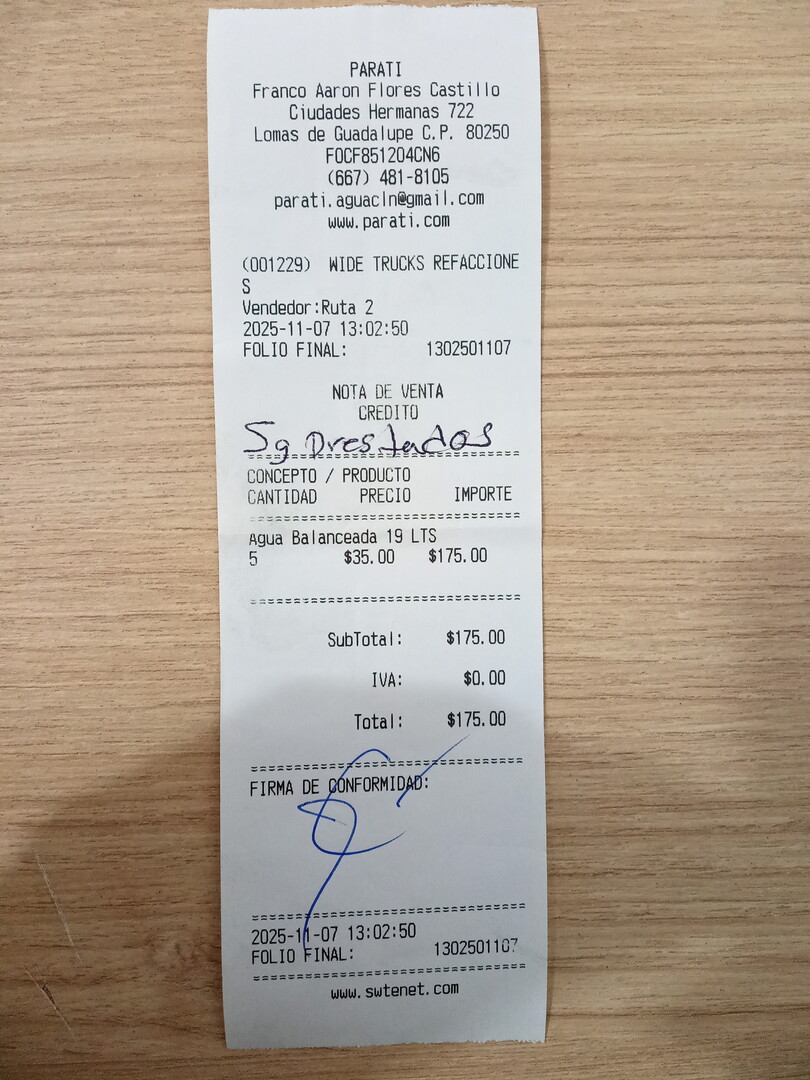 PARATI
Franco Aaron Flores Castillo
Ciudades Hermanas 722
Lomas de Guadalupe C.P. 80250
FOCF851204CN6
(667) 481-8105
parati.aguacln@gmail.com
www.parati.com
(001229) WIDE TRUCKS REFACCIONE
S
Vendedor:Ruta 2
2025-11-07 13:02:50
FOLIO FINAL: 1302501107
NOTA DE VENTA
CREDITO
5g Prestados
CONCEPTO / PRODUCTO
CANTIDAD PRECIO IMPORTE
Agua Balanceada 19 LTS
5 $35.00 $175.00
SubTotal: $175.00
IVA: $0.00
Total: $175.00
FIRMA DE CONFORMIDAD:
2025-11-07 13:02:50
FOLIO FINAL: 1302501107
www.swtenet.com